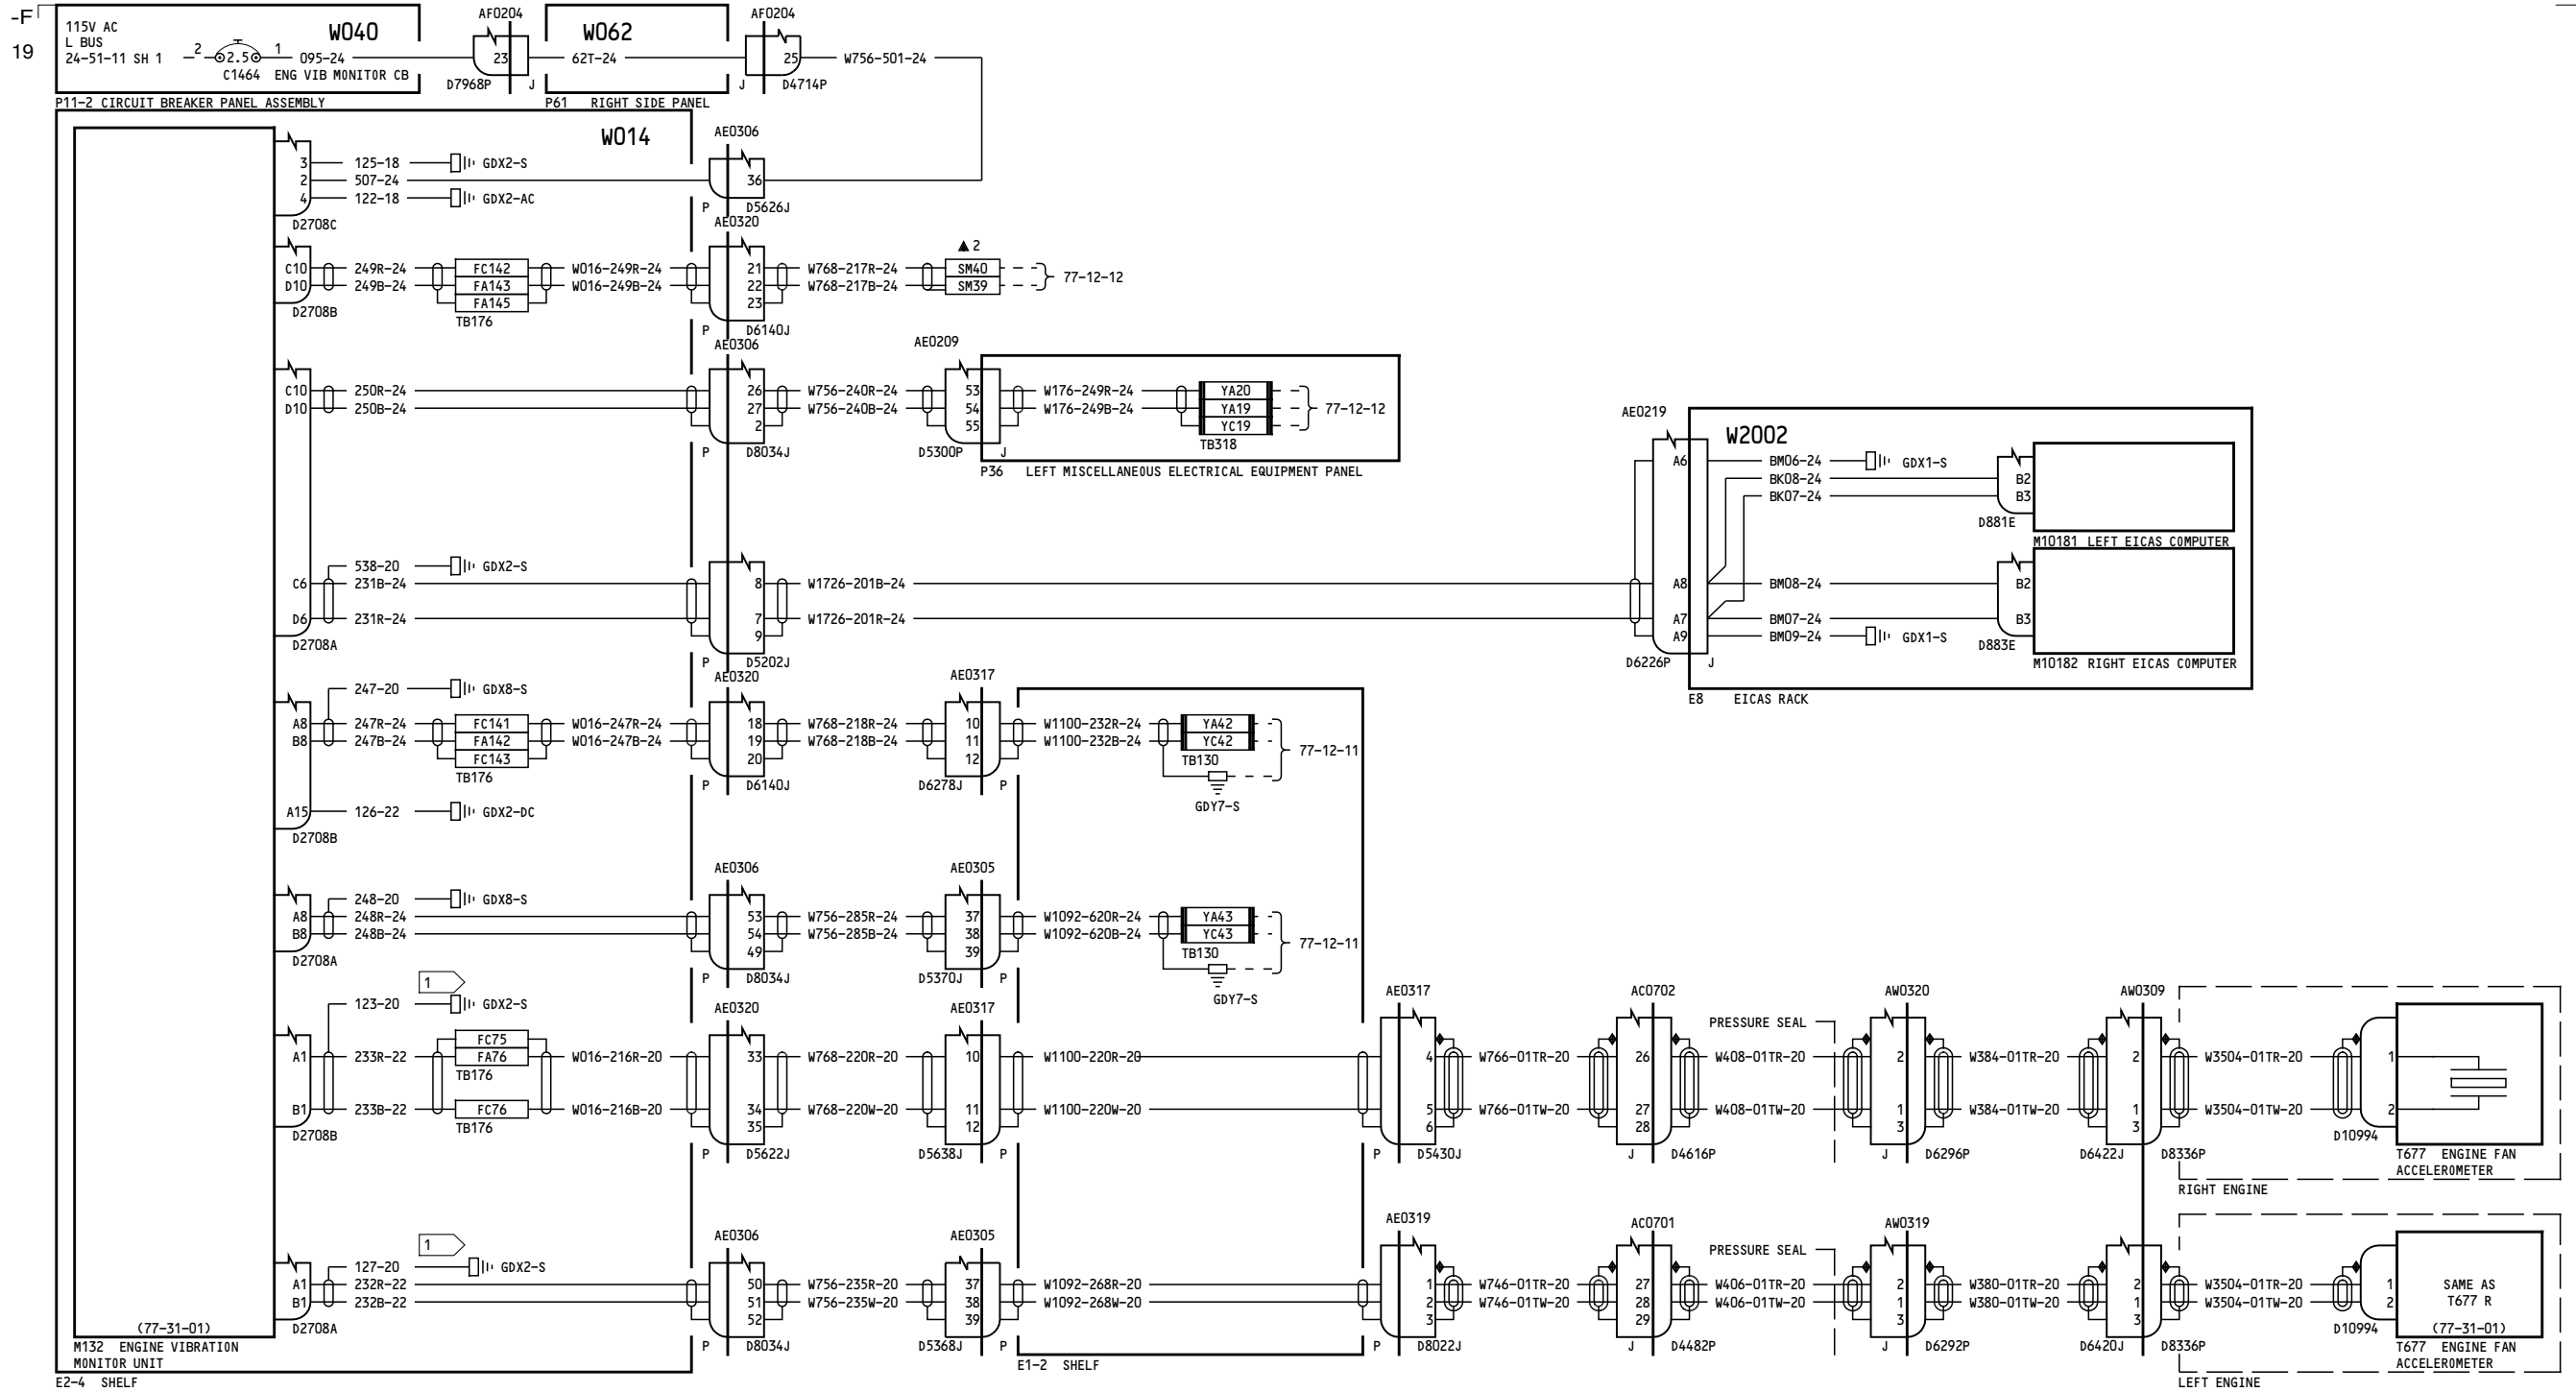 -F
19
115V AC
L BUS
24-51-11 SH 1
2
2.5
1
C1464 ENG VIB MONITOR CB
W040
095-24
P11-2 CIRCUIT BREAKER PANEL ASSEMBLY
AF0204
23
D7968P J
W062
62T-24
P61 RIGHT SIDE PANEL
AF0204
25
J D4714P
W756-501-24
W014
3 125-18 GDX2-S
2 507-24
4 122-18 GDX2-AC
D2708C
AE0306
36
P D5626J
AE0320
C10 249R-24 FC142 W016-249R-24 21 W768-217R-24 SM40
D10 249B-24 FA143 W016-249B-24 22 W768-217B-24 SM39
FA145 23
▲ 2
77-12-12
D2708B
TB176
P D6140J
AE0306
AE0209
C10 250R-24 26 W756-240R-24 53 W176-249R-24 YA20
D10 250B-24 27 W756-240B-24 54 W176-249B-24 YA19
2 55 YC19
77-12-12
TB318
P D8034J
D5300P J
P36 LEFT MISCELLANEOUS ELECTRICAL EQUIPMENT PANEL
AE0219
W2002
A6 BM06-24 GDX1-S
BK08-24 B2
BK07-24 B3
D881E
M10181 LEFT EICAS COMPUTER
538-20 GDX2-S
C6 231B-24 8 W1726-201B-24 A8 BM08-24 B2
D6 231R-24 7 W1726-201R-24 A7 BM07-24 B3
9 A9 BM09-24 GDX1-S
D883E
D2708A
P D5202J
D6226P J
M10182 RIGHT EICAS COMPUTER
E8 EICAS RACK
AE0320
AE0317
247-20 GDX8-S
A8 247R-24 FC141 W016-247R-24 18 W768-218R-24 10 W1100-232R-24 YA42
B8 247B-24 FA142 W016-247B-24 19 W768-218B-24 11 W1100-232B-24 YC42
FC143 20 12
TB176
TB130
77-12-11
P D6140J
D6278J P
GDY7-S
A15 126-22 GDX2-DC
D2708B
AE0306
AE0305
248-20 GDX8-S
A8 248R-24 53 W756-285R-24 37 W1092-620R-24 YA43
B8 248B-24 54 W756-285B-24 38 W1092-620B-24 YC43
49 39
TB130
77-12-11
D2708A
P D8034J
D5370J P
GDY7-S
1
123-20 GDX2-S
AE0320
AE0317
AE0317
AC0702
AW0320
AW0309
PRESSURE SEAL
FC75
A1 233R-22 FA76 W016-216R-20 33 W768-220R-20 10 W1100-220R-20 4 W766-01TR-20 26 W408-01TR-20 2 W384-01TR-20 2 W3504-01TR-20 1
TB176
B1 233B-22 FC76 W016-216B-20 34 W768-220W-20 11 W1100-220W-20 5 W766-01TW-20 27 W408-01TW-20 1 W384-01TW-20 1 W3504-01TW-20 2
35 12 6 28 3 3
D2708B
TB176
P D5622J
D5638J P
P D5430J
J D4616P
J D6296P
D6422J D8336P
D10994
T677 ENGINE FAN
ACCELEROMETER
RIGHT ENGINE
1
127-20 GDX2-S
AE0306
AE0305
AE0319
AC0701
AW0319
PRESSURE SEAL
A1 232R-22 50 W756-235R-20 37 W1092-268R-20 1 W746-01TR-20 27 W406-01TR-20 2 W380-01TR-20 2 W3504-01TR-20 1
B1 232B-22 51 W756-235W-20 38 W1092-268W-20 2 W746-01TW-20 28 W406-01TW-20 1 W380-01TW-20 1 W3504-01TW-20 2
52 39 3 29 3 3
SAME AS
T677 R
(77-31-01)
D2708A
P D8034J
D5368J P
P D8022J
J D4482P
J D6292P
D6420J D8336P
D10994
T677 ENGINE FAN
ACCELEROMETER
LEFT ENGINE
(77-31-01)
M132 ENGINE VIBRATION
MONITOR UNIT
E2-4 SHELF
E1-2 SHELF